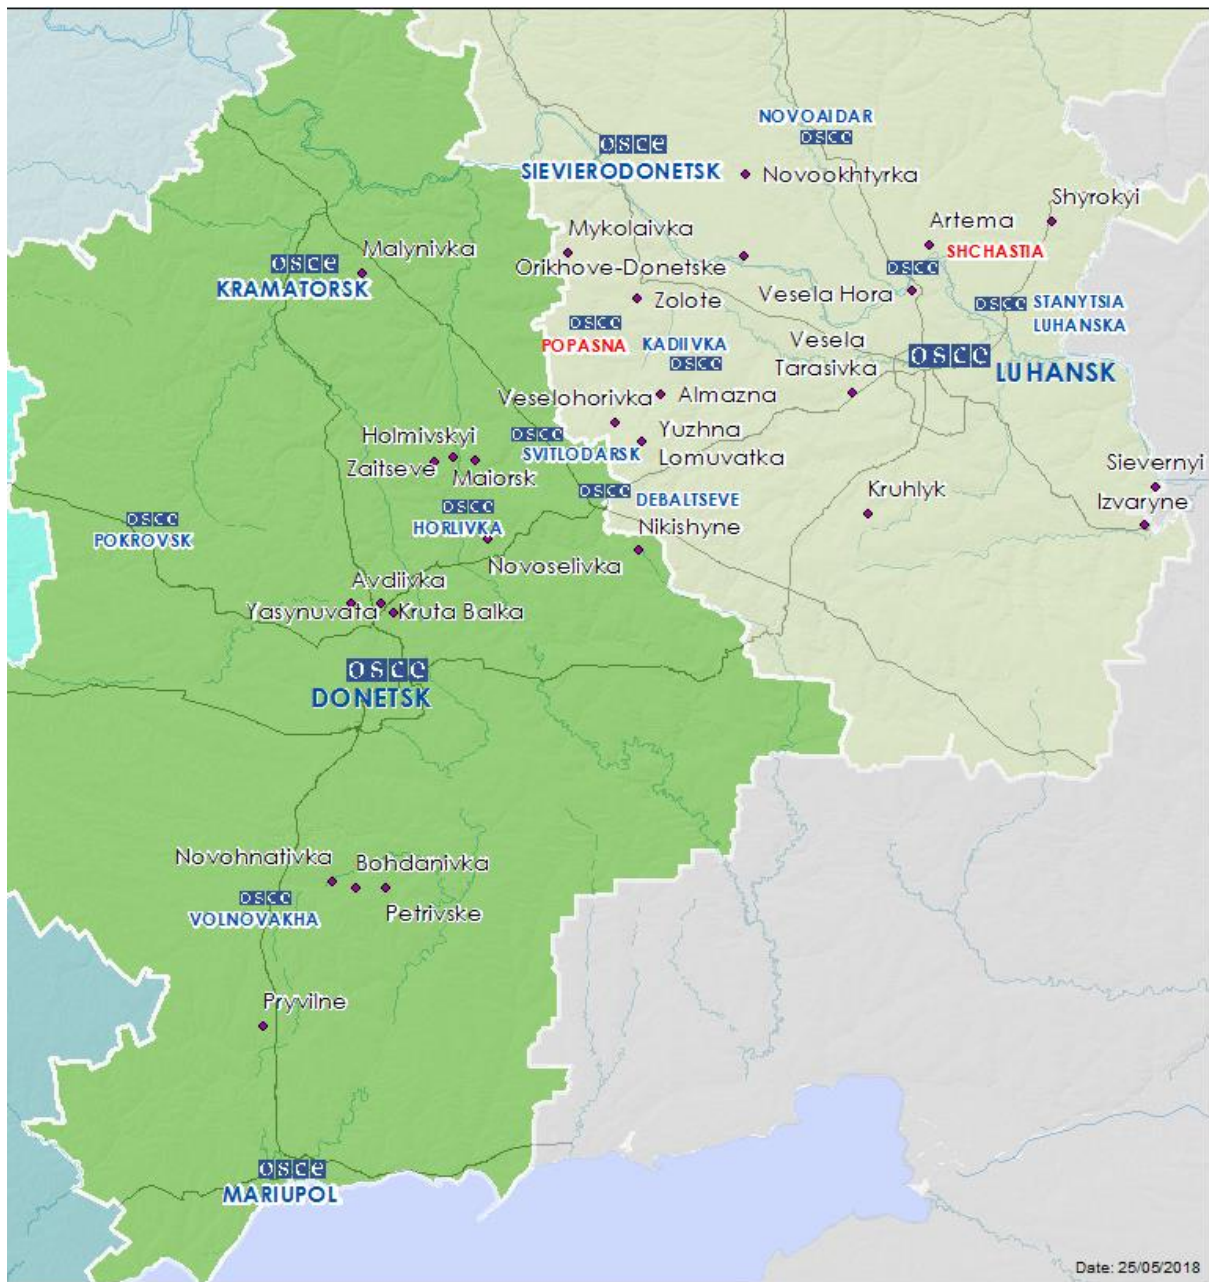 NOVOAIDAR
osce
osce
SIEVIERODONETSK
Novookhtyrka
Shyrokyi
Artema
Mykolaivka
SHCHASTIA
Malynivka
osce
Orikhove-Donetske
osce
KRAMATORSK
Vesela Hora
Zolote
osce
STANYTSIA
LUHANSKA
osce
POPASNA
KADIIVKA
osce
Vesela
Tarasivka
osce
LUHANSK
Veselohorivka
Almazna
Holmivskyi
osce
Yuzhna
Lomuvatka
SVITLODARSK
Zaitseve
Maiorsk
Sievernyi
Kruhlyk
osce
DEBALTSEVE
Izvaryne
osce
HORLIVKA
osce
POKROVSK
Nikishyne
Novoselivka
Avdiivka
Yasynuvata
Kruta Balka
osce
DONETSK
Novohnativka
Bohdanivka
osce
VOLNOVAKHA
Petrivske
Pryvilne
osce
MARIUPOL
Date: 25/05/2018